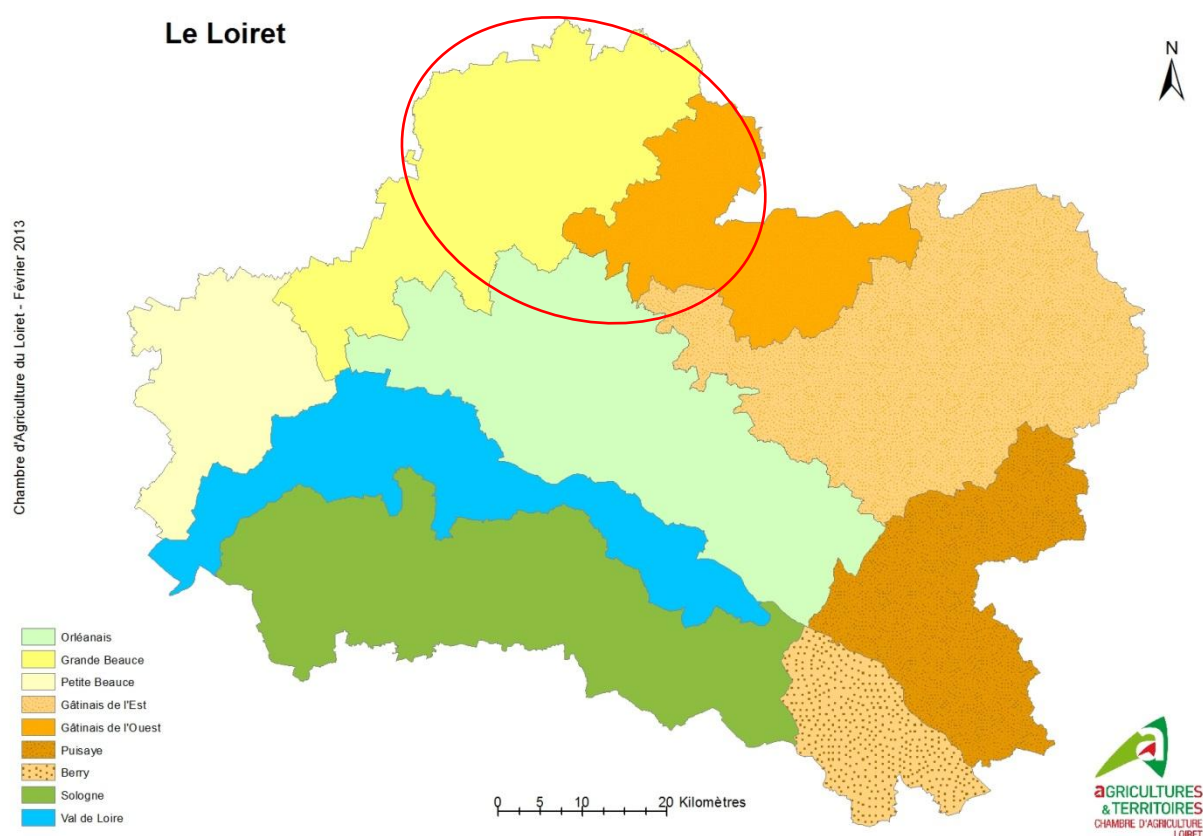 Le Loiret
N
Chambre d'Agriculture du Loiret - Février 2013
Orléanais
Grande Beauce
Petite Beauce
Gâtinais de l'Est
Gâtinais de l'Ouest
Puisaye
Berry
Sologne
Val de Loire
0 5 10 20 Kilomètres
a
AGRICULTURES
& TERRITOIRES
CHAMBRE D'AGRICULTURE
LOIRET